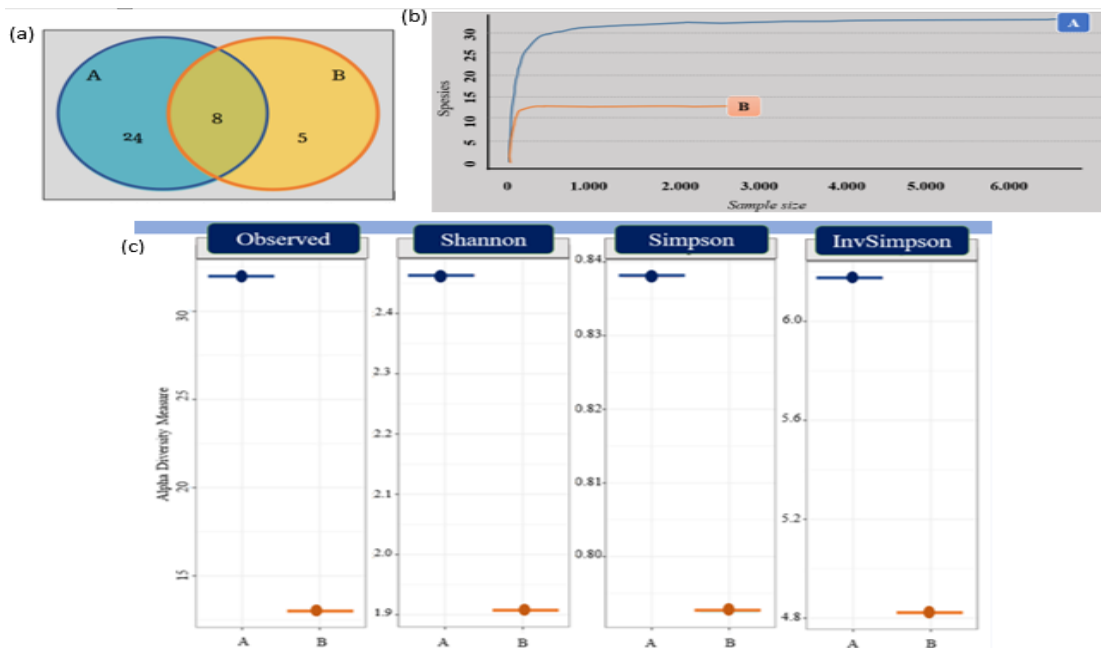 (a)
A
B
24
8
5
(b)
Spesies
30
25
20
15
10
5
0
A
B
0
1.000
2.000
3.000
4.000
5.000
6.000
Sample size
(c)
Observed
Shannon
Simpson
InvSimpson
Alpha Diversity Measure
30
25
20
15
A
B
2.4
2.3
2.2
2.1
2.0
1.9
A
B
0.84
0.83
0.82
0.81
0.80
A
B
6.0
5.6
5.2
4.8
A
B